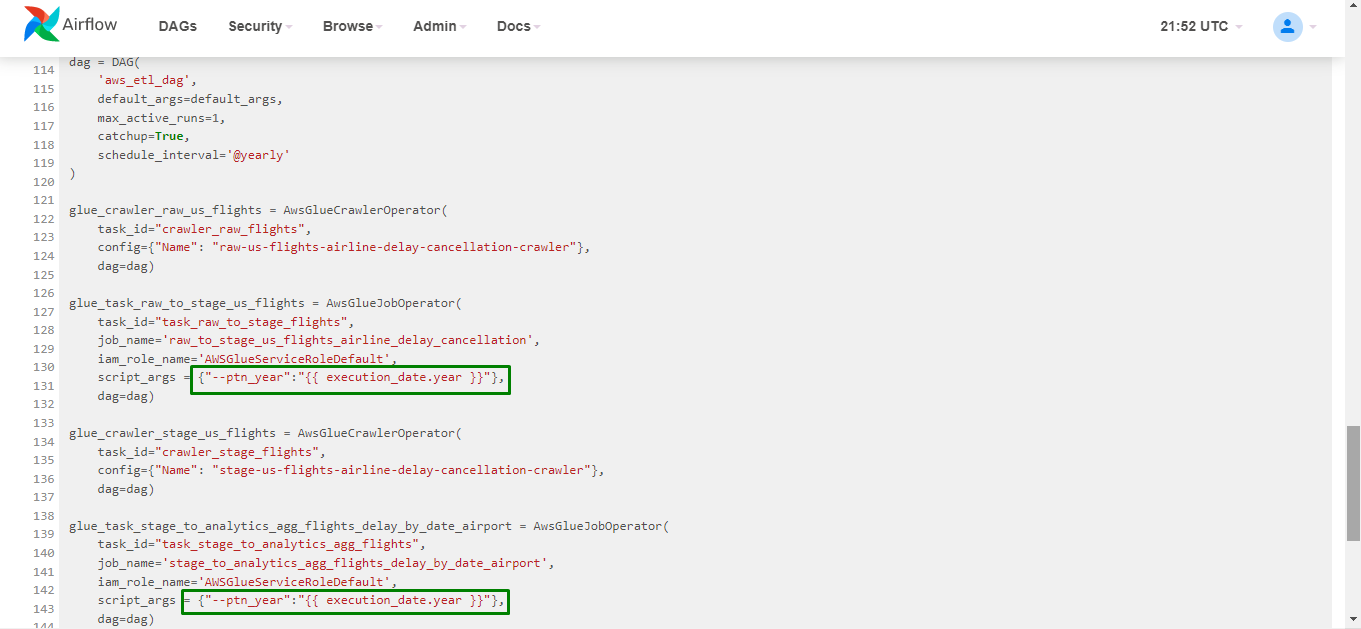 Airflow DAGs Security Browse Admin Docs 21:52 UTC
114 dag = DAG(
115     'aws_etl_dag',
116     default_args=default_args,
117     max_active_runs=1,
118     catchup=True,
119     schedule_interval='@yearly'
120 )
121
122 glue_crawler_raw_us_flights = AwsGlueCrawlerOperator(
123     task_id="crawler_raw_flights",
124     config={"Name": "raw-us-flights-airline-delay-cancellation-crawler"},
125     dag=dag)
126
127 glue_task_raw_to_stage_us_flights = AwsGlueJobOperator(
128     task_id="task_raw_to_stage_flights",
129     job_name='raw_to_stage_us_flights_airline_delay_cancellation',
130     iam_role_name='AWSGlueServiceRoleDefault',
131     script_args = {"--ptn_year":"{{ execution_date.year }}"},
132     dag=dag)
133
134 glue_crawler_stage_us_flights = AwsGlueCrawlerOperator(
135     task_id="crawler_stage_flights",
136     config={"Name": "stage-us-flights-airline-delay-cancellation-crawler"},
137     dag=dag)
138
139 glue_task_stage_to_analytics_agg_flights_delay_by_date_airport = AwsGlueJobOperator(
140     task_id="task_stage_to_analytics_agg_flights",
141     job_name='stage_to_analytics_agg_flights_delay_by_date_airport',
142     iam_role_name='AWSGlueServiceRoleDefault',
143     script_args = {"--ptn_year":"{{ execution_date.year }}"},
144     dag=dag)